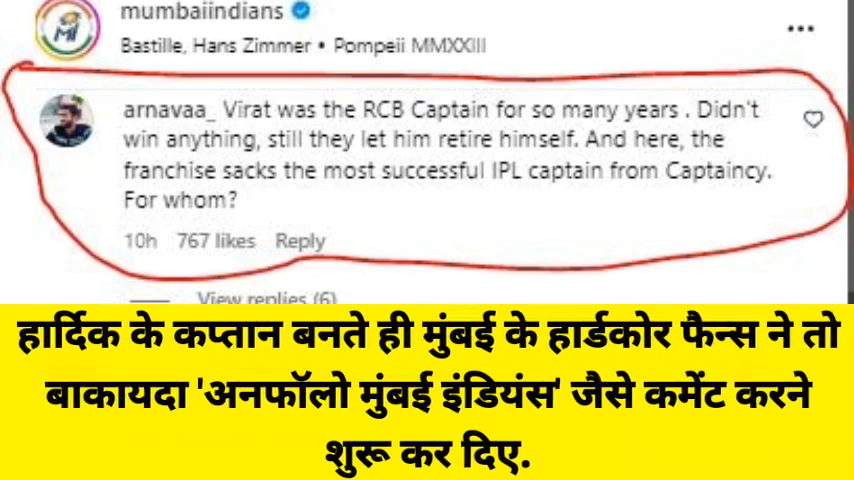 mumbaiindians
Bastille, Hans Zimmer • Pompeii MMXXIII
arnavaa_ Virat was the RCB Captain for so many years . Didn't
win anything, still they let him retire himself. And here, the
franchise sacks the most successful IPL captain from Captaincy.
For whom?
10h 767 likes Reply
View replies (6)
हार्दिक के कप्तान बनते ही मुंबई के हार्डकोर फैन्स ने तो
बाकायदा 'अनफॉलो मुंबई इंडियंस' जैसे कमेंट करने
शुरू कर दिए.